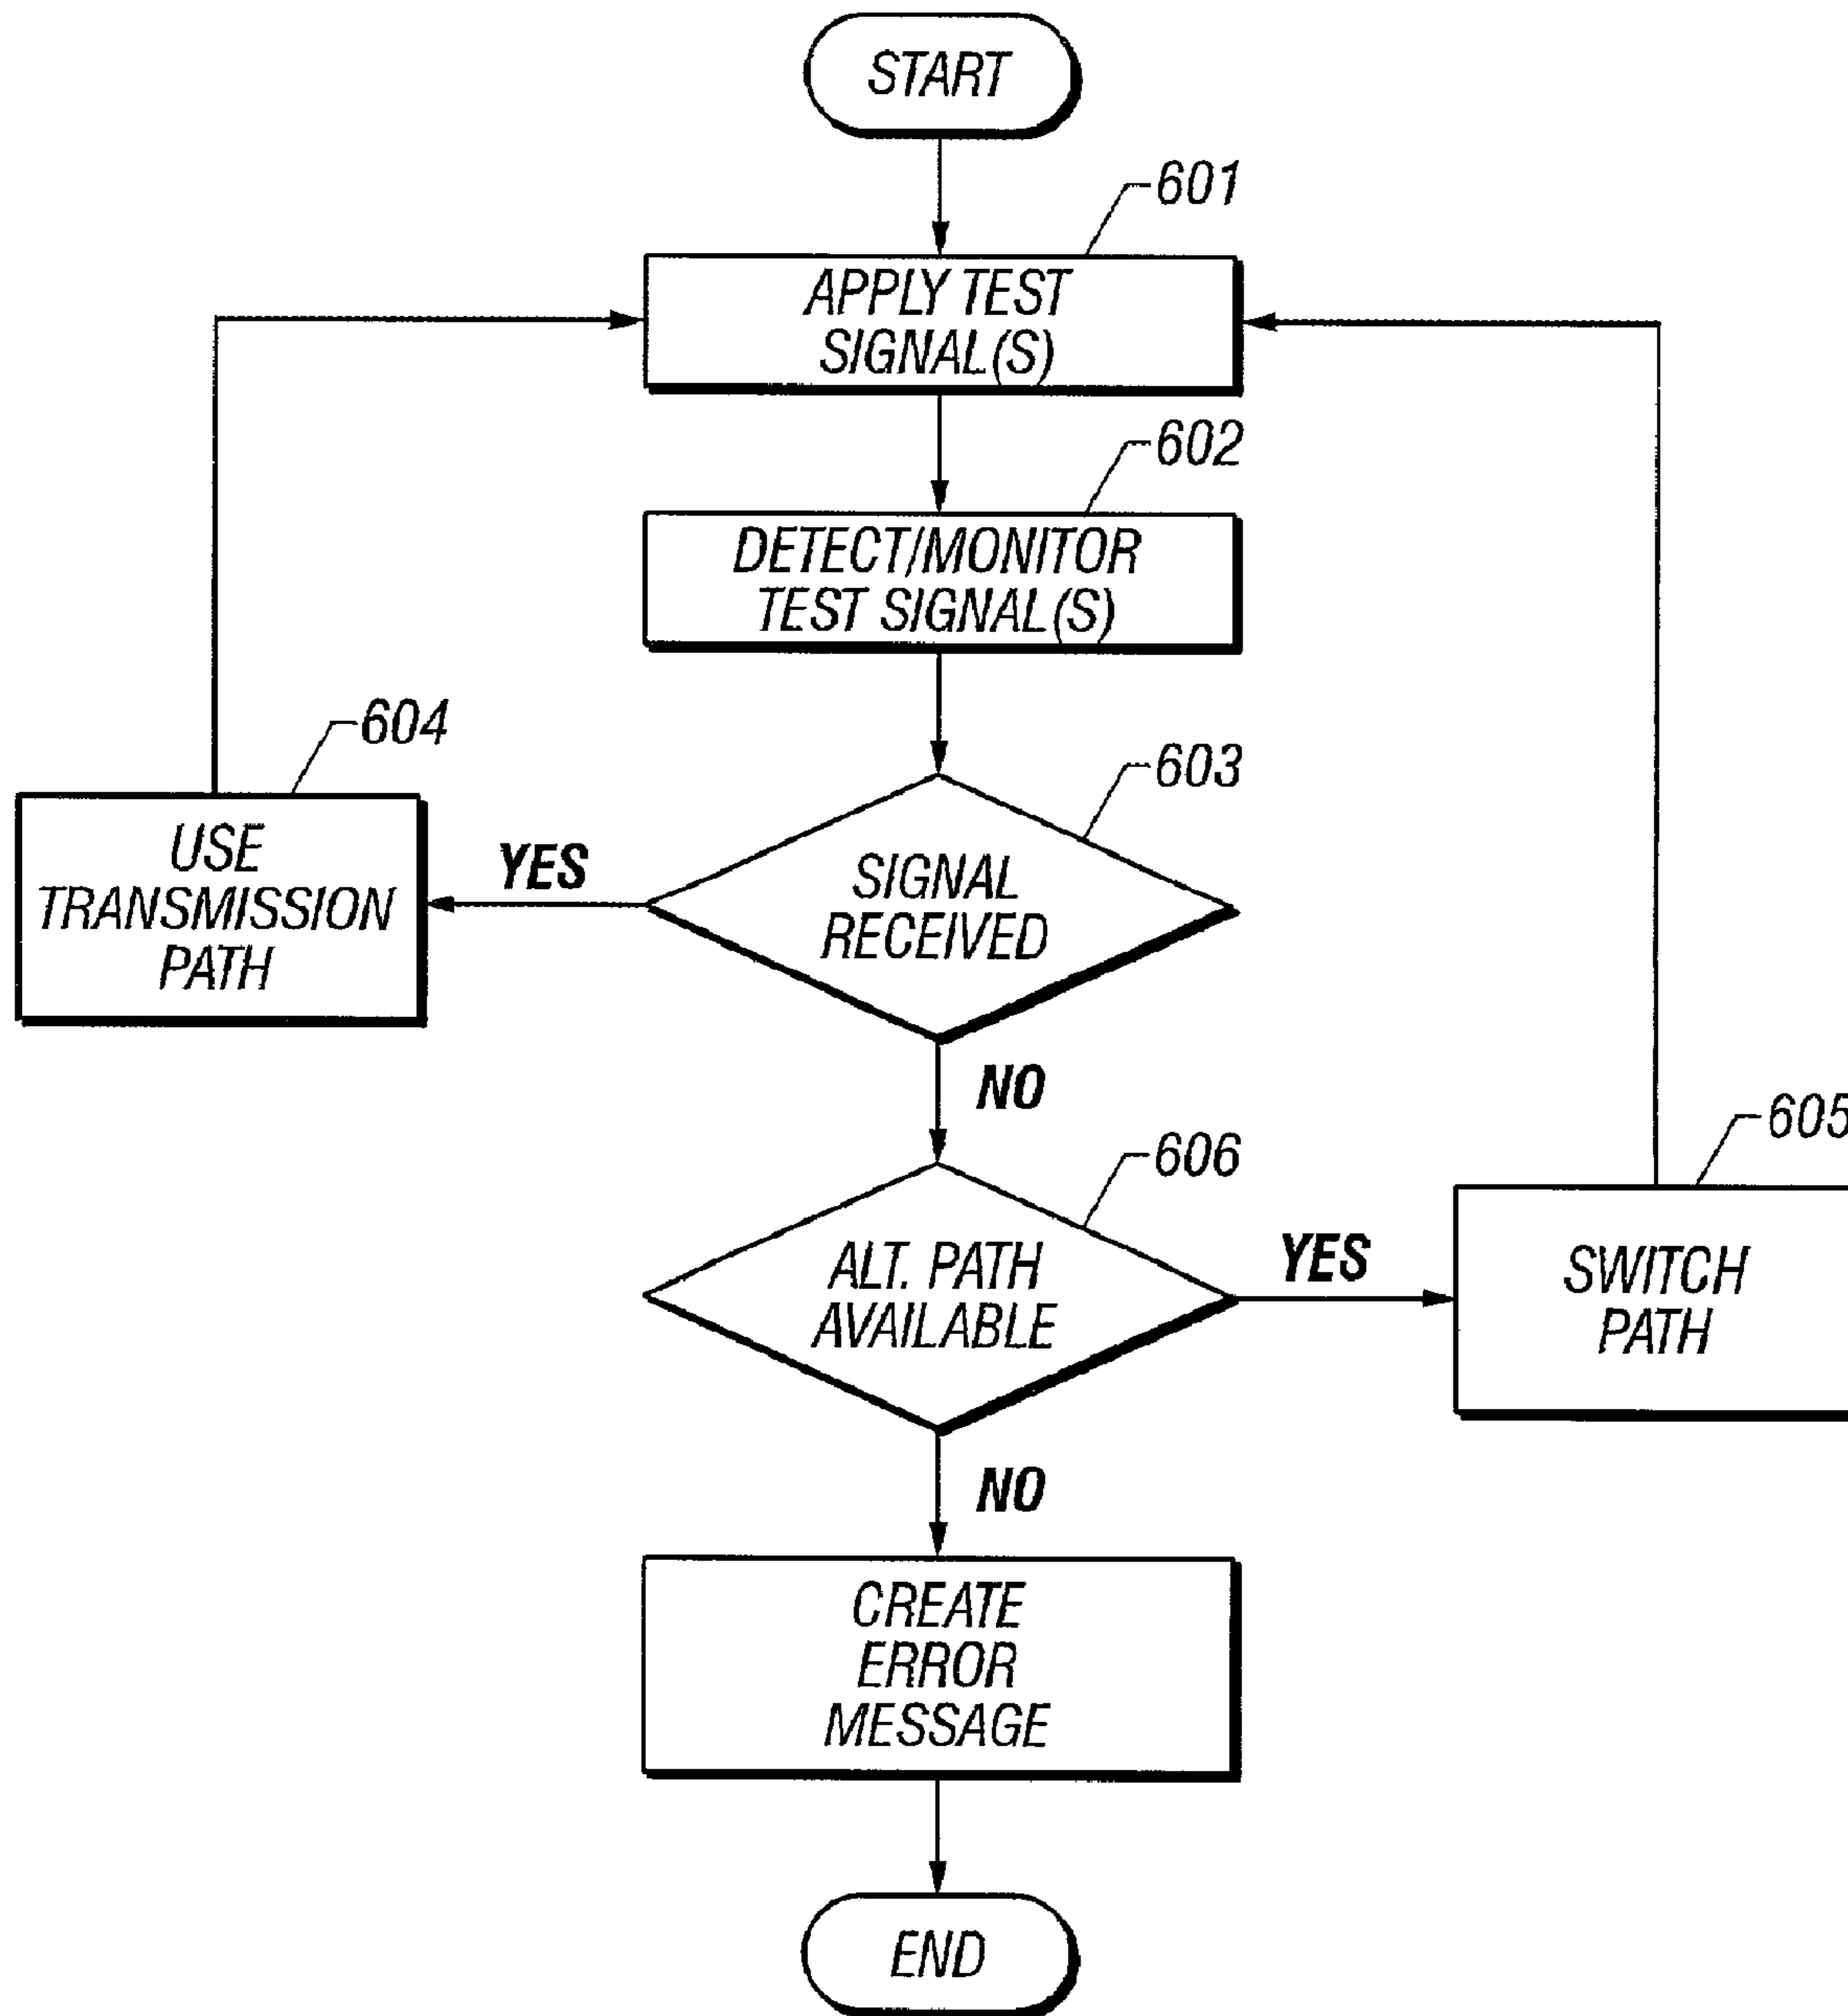 START
601
APPLY TEST
SIGNAL(S)
602
DETECT/MONITOR
TEST SIGNAL(S)
604
603
USE
TRANSMISSION
PATH
YES
SIGNAL
RECEIVED
NO
605
606
ALT. PATH
AVAILABLE
YES
SWITCH
PATH
NO
CREATE
ERROR
MESSAGE
END